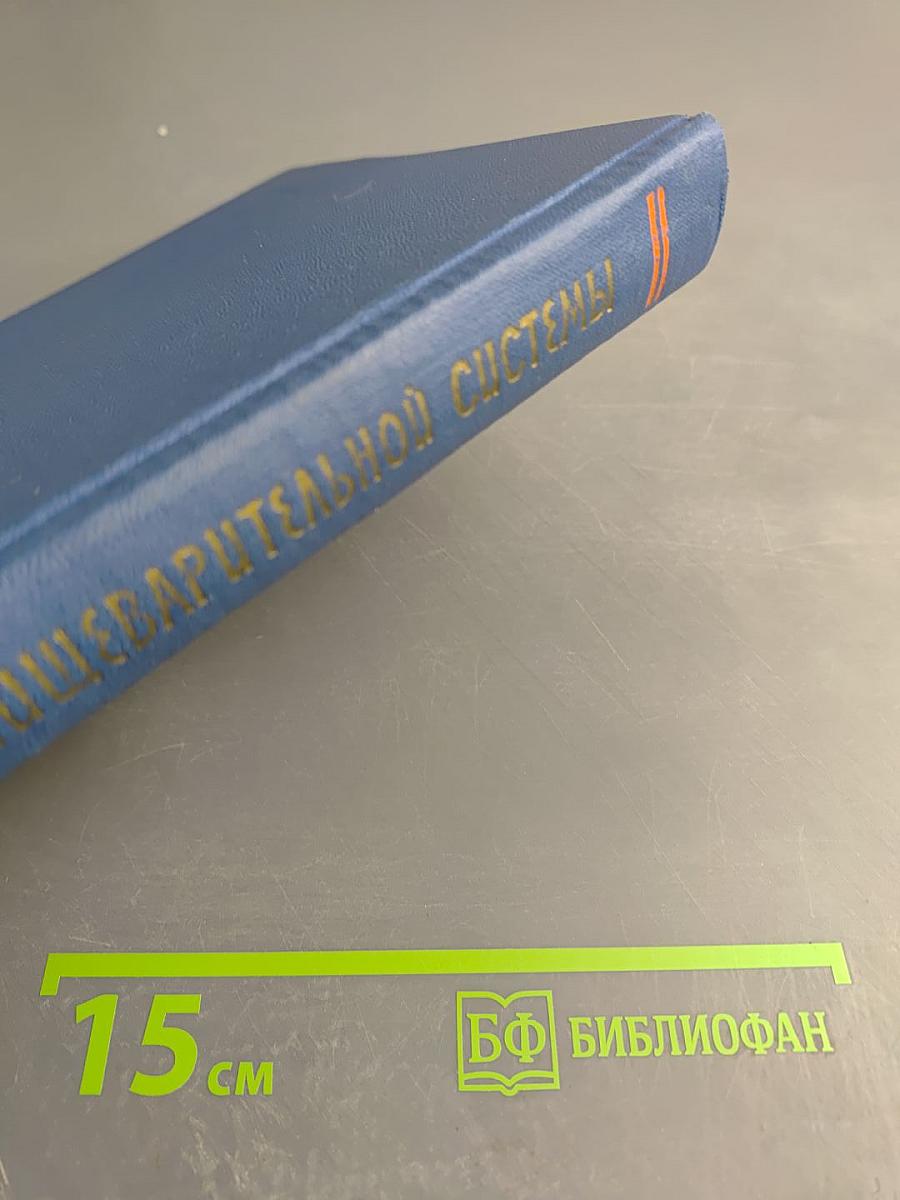 ПИЩЕВАРИТЕЛЬНОЙ СИСТЕМЫ
15 см
БФ БИБЛИОФАН